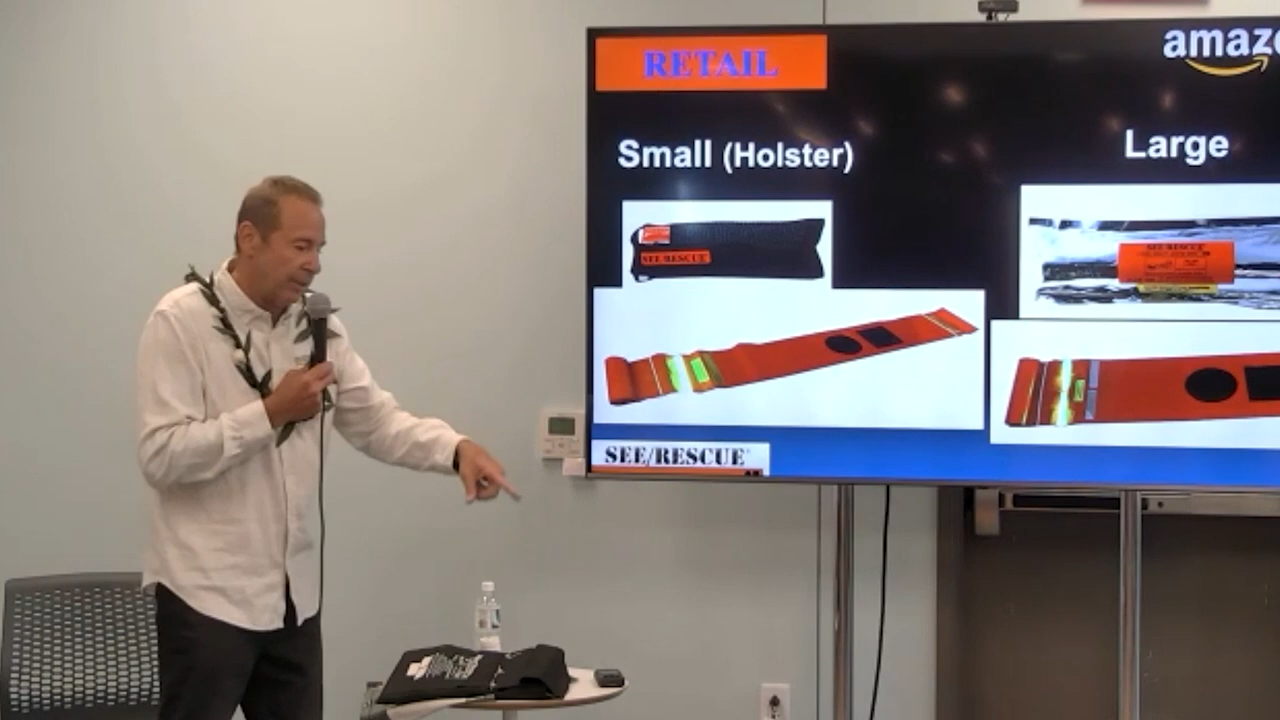 RETAIL
amaz
Small (Holster)
Large
SEE/RESCUE
SEE/RESCUE
SEE/RESCUE